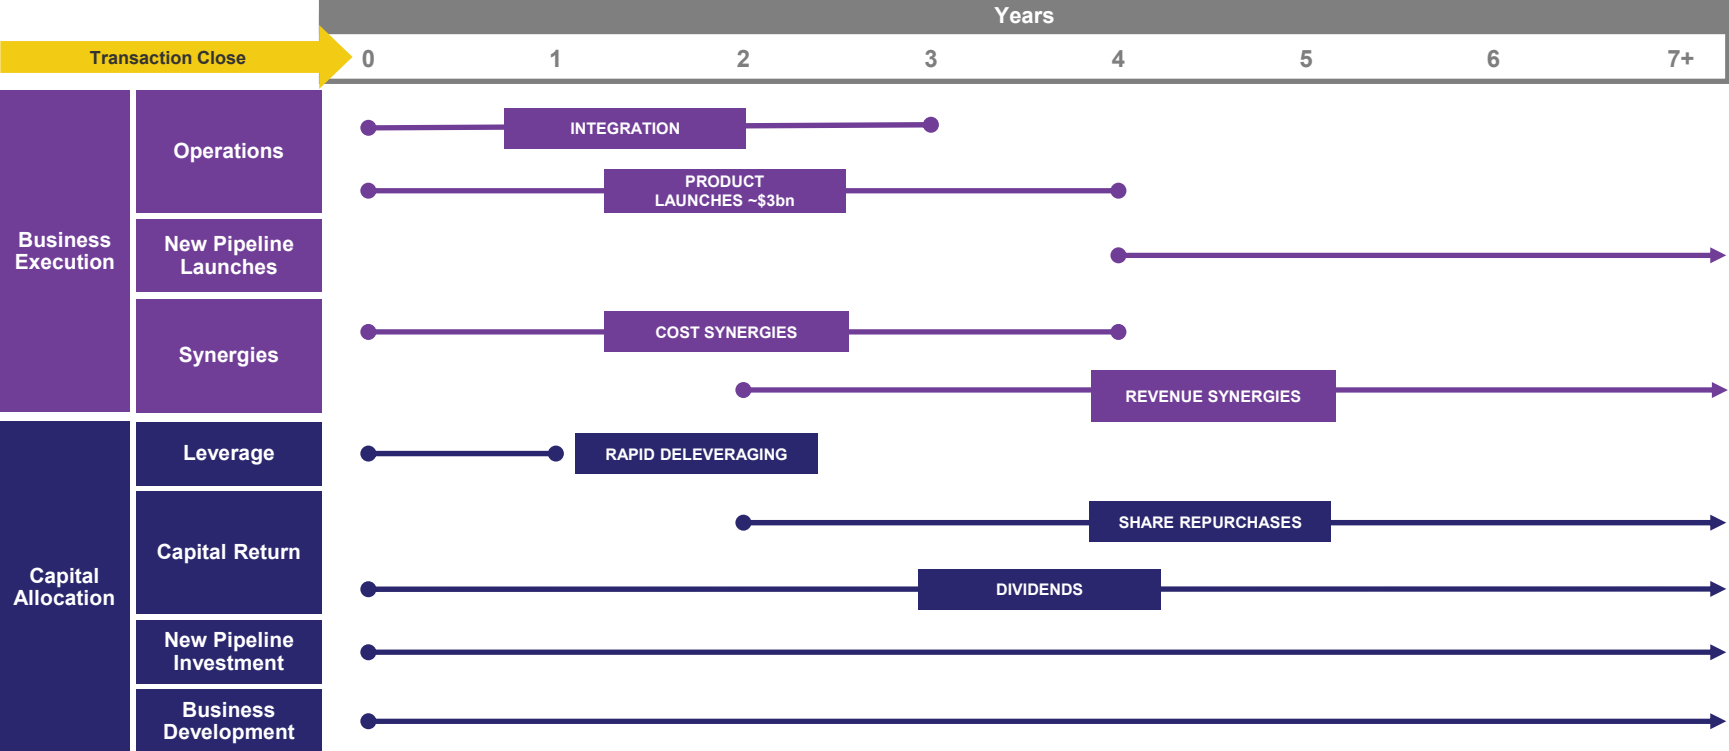 Years
Transaction Close
0 1 2 3 4 5 6 7+
Business
Execution
Operations
INTEGRATION
PRODUCT
LAUNCHES ~$3bn
New Pipeline
Launches
Synergies
COST SYNERGIES
REVENUE SYNERGIES
Capital
Allocation
Leverage
RAPID DELEVERAGING
Capital Return
SHARE REPURCHASES
DIVIDENDS
New Pipeline
Investment
Business
Development